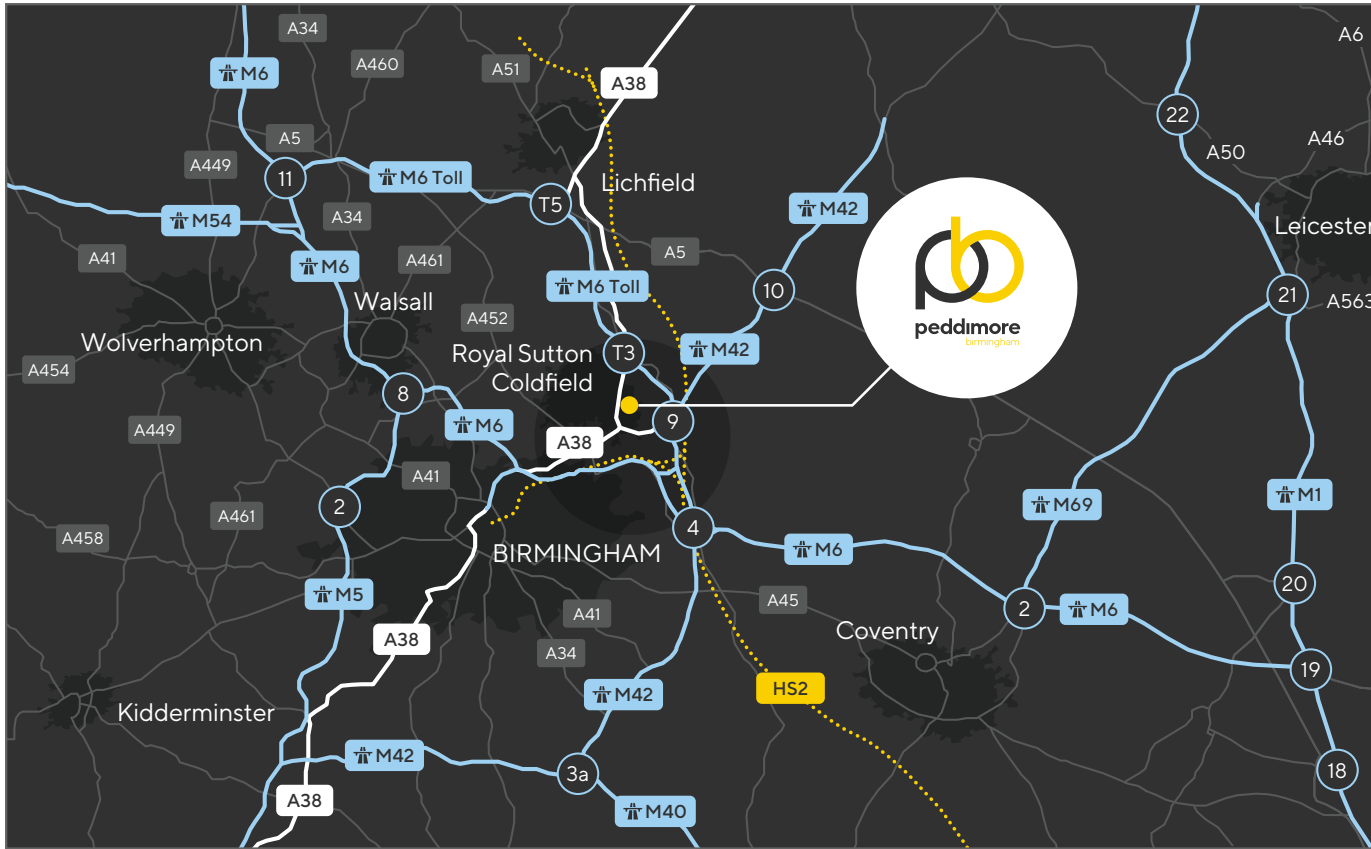 A34
A6
M6
A460
A51
A38
22
A5
A46
A449
A50
11
M6 Toll
Lichfield
T5
M42
M54
A34
Leicester
A41
M6
A461
A5
M6 Toll
10
21
A563
Walsall
A452
peddimore
birmingham
Wolverhampton
Royal Sutton
Coldfield
T3
M42
A454
8
9
A449
M6
A38
A41
2
M69
M1
A461
4
A458
BIRMINGHAM
M6
20
M5
A45
2
M6
A41
Coventry
A38
A34
19
HS2
M42
Kidderminster
M42
3a
18
A38
M40